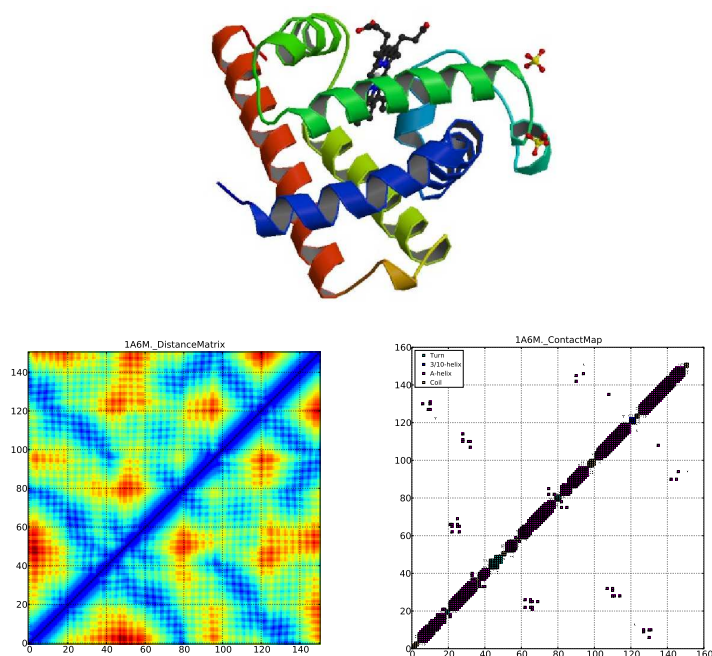 1A6M._DistanceMatrix
140
120
100
80
60
40
20
0
0 20 40 60 80 100 120 140
1A6M._ContactMap
160
140
120
100
80
60
40
20
0
Turn
3/10-helix
A-helix
Coil
0 20 40 60 80 100 120 140 160